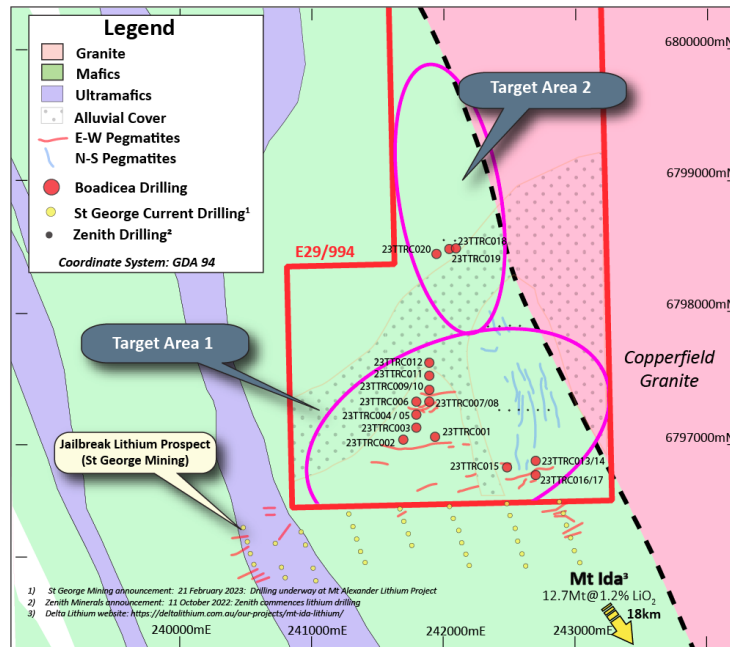 Legend
Granite
Mafics
Ultramafics
Alluvial Cover
E-W Pegmatites
N-S Pegmatites
Boadicea Drilling
St George Current Drilling¹
Zenith Drilling²
Coordinate System: GDA 94
6800000mN
Target Area 2
6799000mN
E29/994
23TTRC018
23TTRC020
23TTRC019
6798000mN
Target Area 1
Copperfield
Granite
23TTRC012
23TTRC011
23TTRC009/10
23TTRC006
23TTRC007/08
23TTRC004 / 05
23TTRC003
23TTRC001
23TTRC002
6797000mN
Jailbreak Lithium Prospect
(St George Mining)
23TTRC015
23TTRC013/14
23TTRC016/17
Mt Ida³
12.7Mt@1.2% LiO₂
18km
1) St George Mining announcement: 21 February 2023: Drilling underway at Mt Alexander Lithium Project
2) Zenith Minerals announcement: 11 October 2022: Zenith commences lithium drilling
3) Delta Lithium website: https://deltalithium.com.au/our-projects/mt-ida-lithium/
240000mE
241000mE
242000mE
243000mE